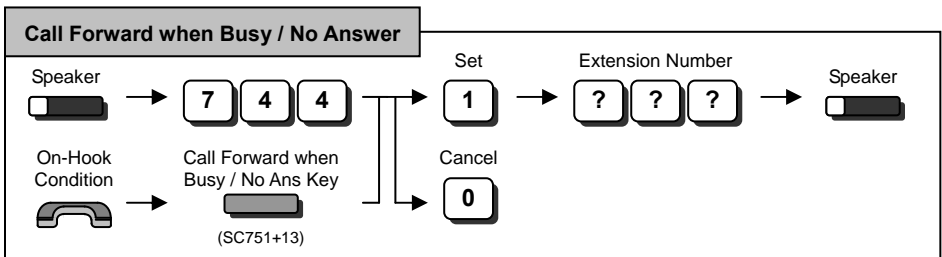 Call Forward when Busy / No Answer
Speaker
7 4 4
Set
1
Extension Number
? ? ?
Speaker
On-Hook
Condition
Call Forward when
Busy / No Ans Key
(SC751+13)
Cancel
0